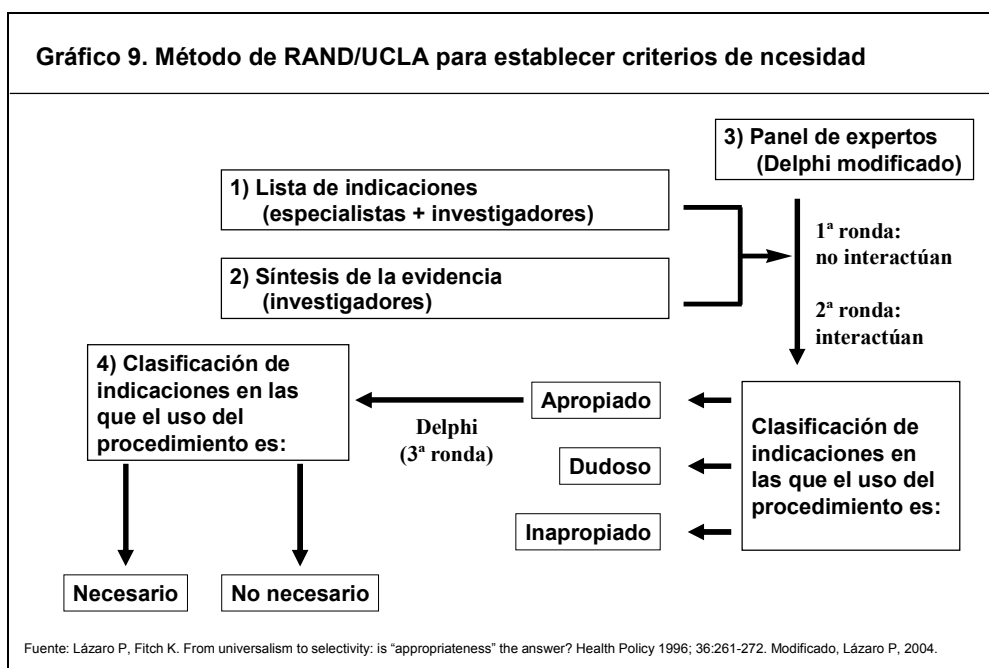 Gráfico 9. Método de RAND/UCLA para establecer criterios de ncesidad
3) Panel de expertos
(Delphi modificado)
1) Lista de indicaciones
(especialistas + investigadores)
1ª ronda:
no interactúan
2) Síntesis de la evidencia
(investigadores)
2ª ronda:
interactúan
4) Clasificación de
indicaciones en las
que el uso del
procedimiento es:
Delphi
(3ª ronda)
Apropiado
Dudoso
Inapropiado
Clasificación de
indicaciones en
las que el uso del
procedimiento es:
Necesario
No necesario
Fuente: Lázaro P, Fitch K. From universalism to selectivity: is “appropriateness” the answer? Health Policy 1996; 36:261-272. Modificado, Lázaro P, 2004.